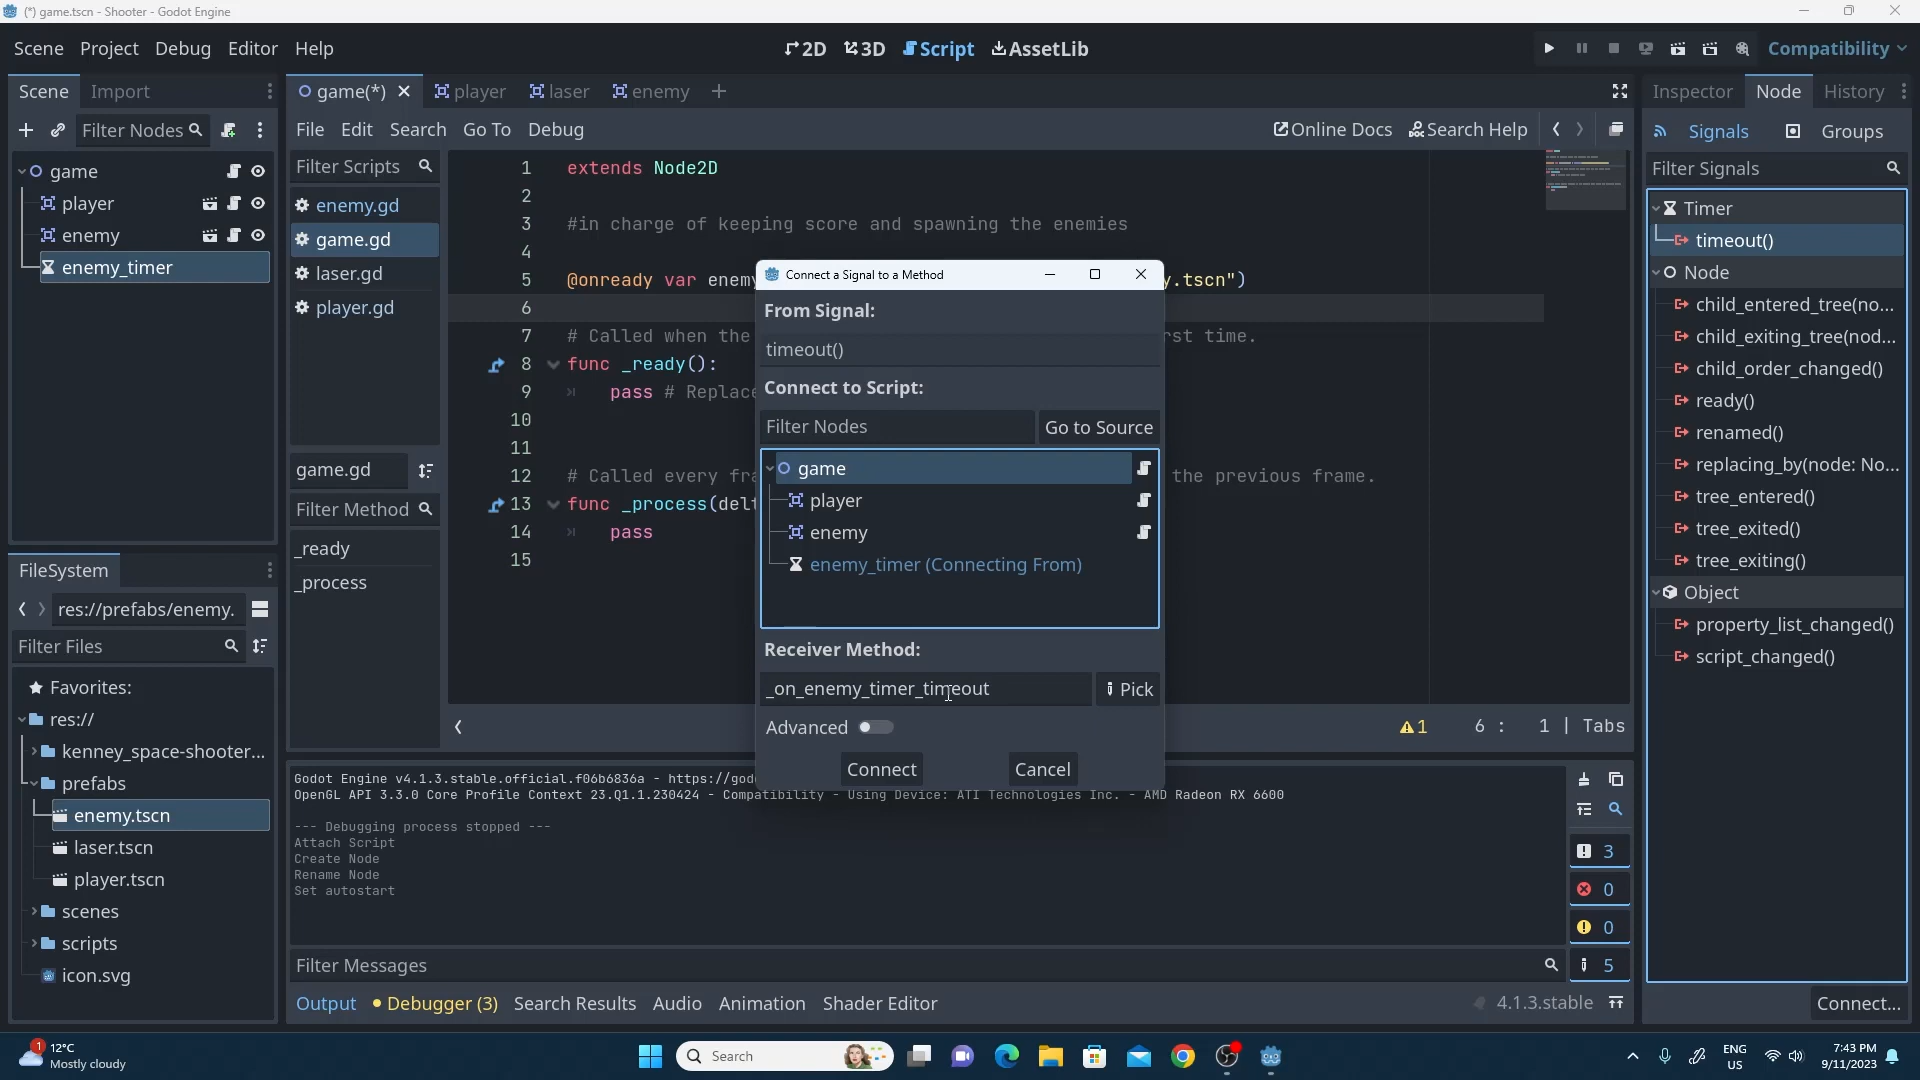 (*) game.tscn - Shooter - Godot Engine
Scene Project Debug Editor Help
2D 3D Script AssetLib
Compatibility
Scene Import
game(*) player laser enemy
Inspector Node History
Filter Nodes
File Edit Search Go To Debug
Online Docs Search Help
Signals Groups
game
player
enemy
enemy_timer
Filter Scripts
enemy.gd
game.gd
laser.gd
player.gd
game.gd
Filter Method
_ready
_process
1 extends Node2D
2
3 #in charge of keeping score and spawning the enemies
4
5 @onready var enemy .tscn")
6
7 # Called when the rst time.
8 func _ready():
9 pass # Replace
10
11
12 # Called every fra the previous frame.
13 func _process(delt
14 pass
15
1 6 : 1 | Tabs
Connect a Signal to a Method
From Signal:
timeout()
Connect to Script:
Filter Nodes Go to Source
game
player
enemy
enemy_timer (Connecting From)
Receiver Method:
_on_enemy_timer_timeout Pick
Advanced
Connect Cancel
Filter Signals
Timer
timeout()
Node
child_entered_tree(no...
child_exiting_tree(nod...
child_order_changed()
ready()
renamed()
replacing_by(node: No...
tree_entered()
tree_exited()
tree_exiting()
Object
property_list_changed()
script_changed()
Connect...
FileSystem
res://prefabs/enemy.
Filter Files
Favorites:
res://
kenney_space-shooter...
prefabs
enemy.tscn
laser.tscn
player.tscn
scenes
scripts
icon.svg
Godot Engine v4.1.3.stable.official.f06b6836a - https://god
OpenGL API 3.3.0 Core Profile Context 23.Q1.1.230424 - Compatibility - Using Device: ATI Technologies Inc. - AMD Radeon RX 6600
--- Debugging process stopped ---
Attach Script
Create Node
Rename Node
Set autostart
3
0
0
5
Filter Messages
Output Debugger (3) Search Results Audio Animation Shader Editor
4.1.3.stable
1
12°C
Mostly cloudy
Search
ENG
US
7:43 PM
9/11/2023